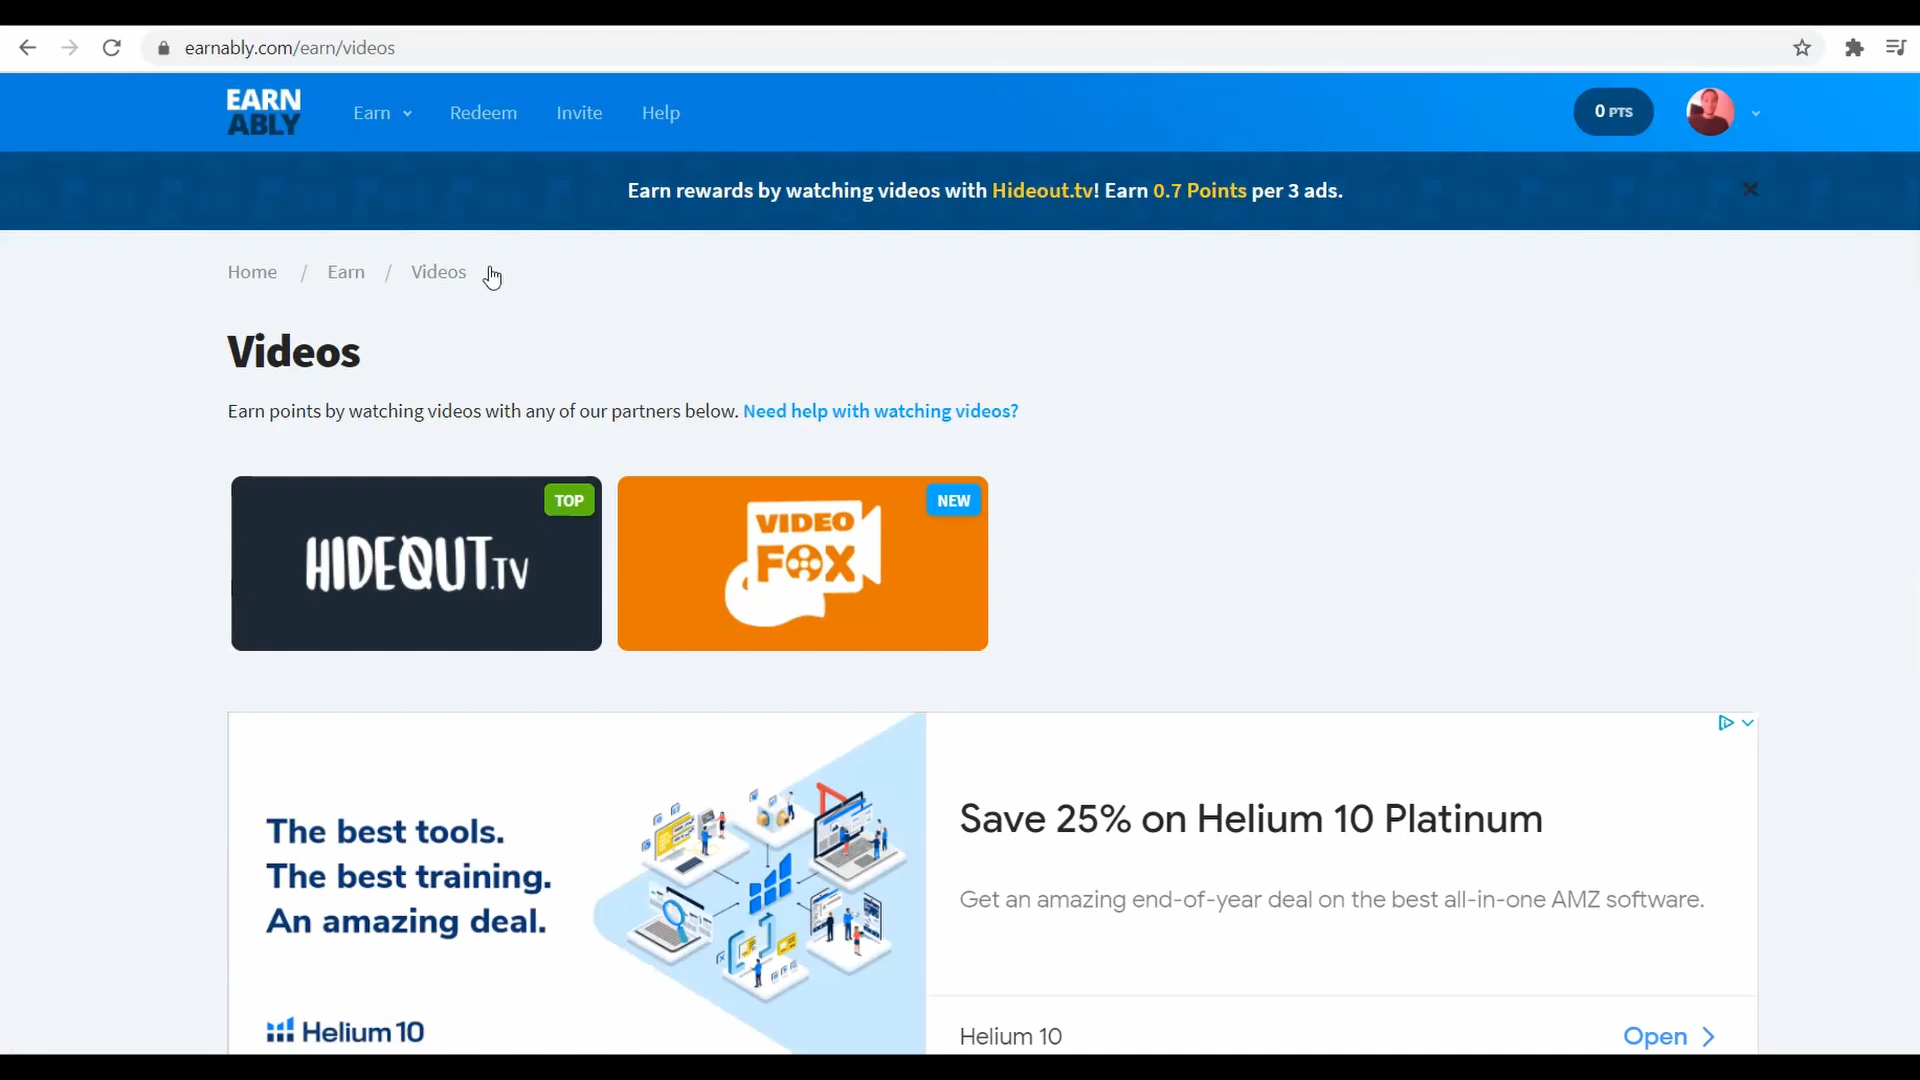 earnably.com/earn/videos
EARN
ABLY
Earn
Redeem
Invite
Help
0 PTS
Earn rewards by watching videos with Hideout.tv! Earn 0.7 Points per 3 ads.
Home / Earn / Videos
Videos
Earn points by watching videos with any of our partners below. Need help with watching videos?
HIDEOUT.TV
TOP
VIDEO
FOX
NEW
The best tools.
The best training.
An amazing deal.
Helium 10
Save 25% on Helium 10 Platinum
Get an amazing end-of-year deal on the best all-in-one AMZ software.
Helium 10
Open